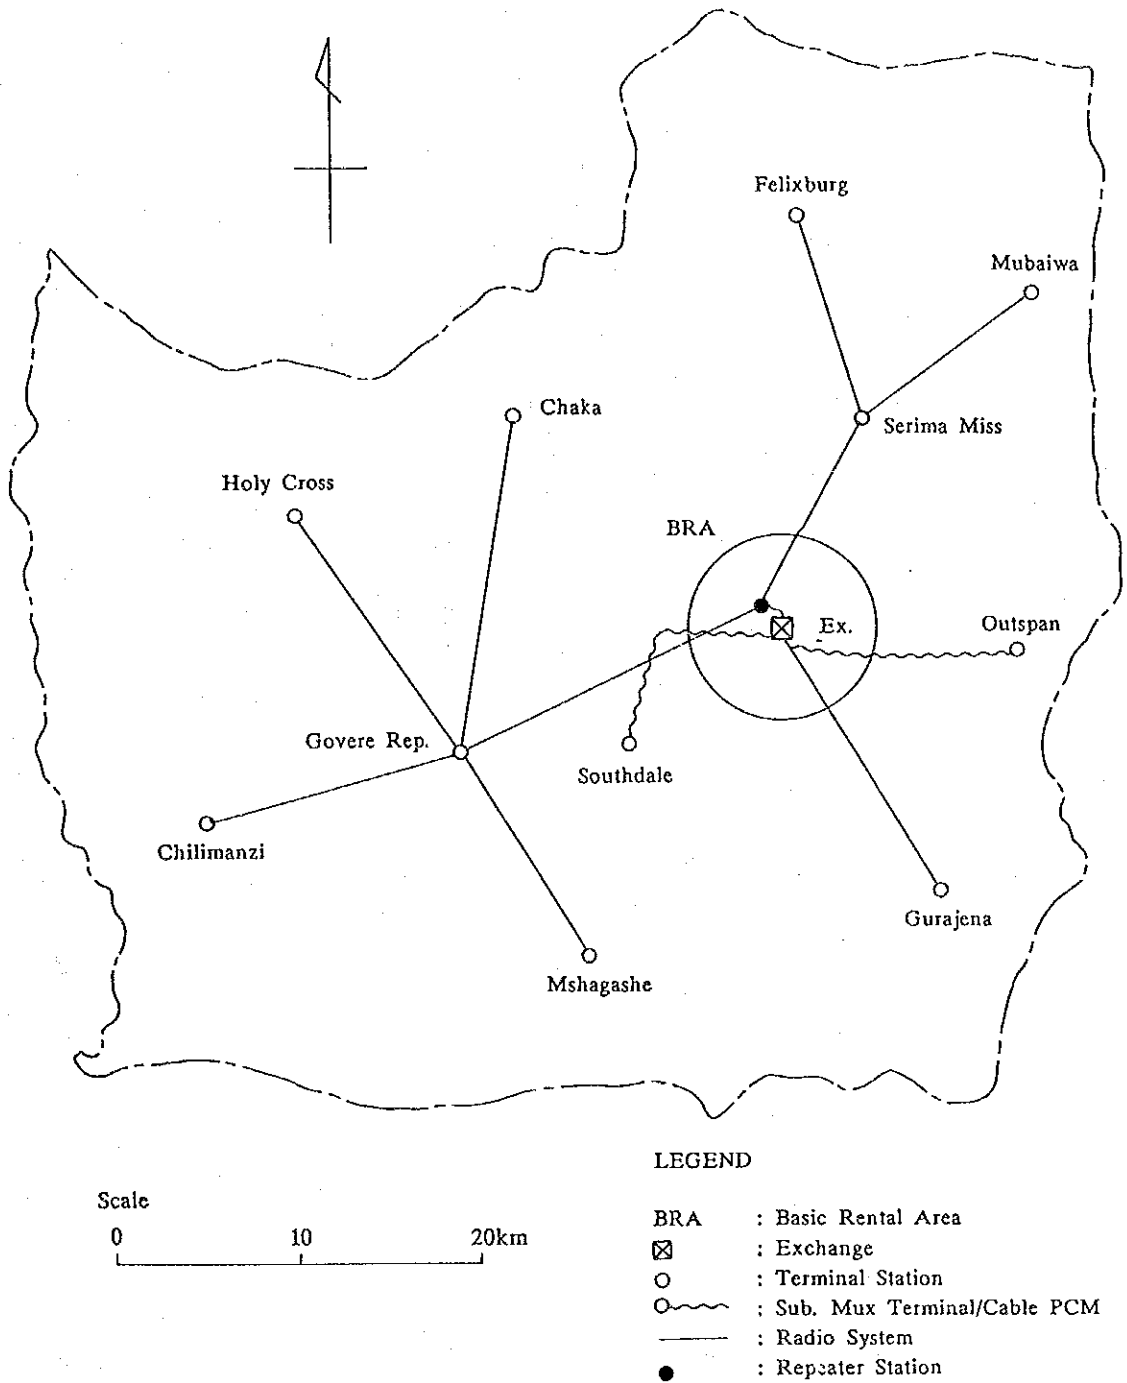 Felixburg
Mubaiwa
Chaka
Serima Miss
Holy Cross
BRA
Ex.
Outspan
Govere Rep.
Southdale
Chilimanzi
Gurajena
Mshagashe
LEGEND
Scale
0 10 20km
BRA : Basic Rental Area
: Exchange
: Terminal Station
: Sub. Mux Terminal/Cable PCM
: Radio System
: Repeater Station